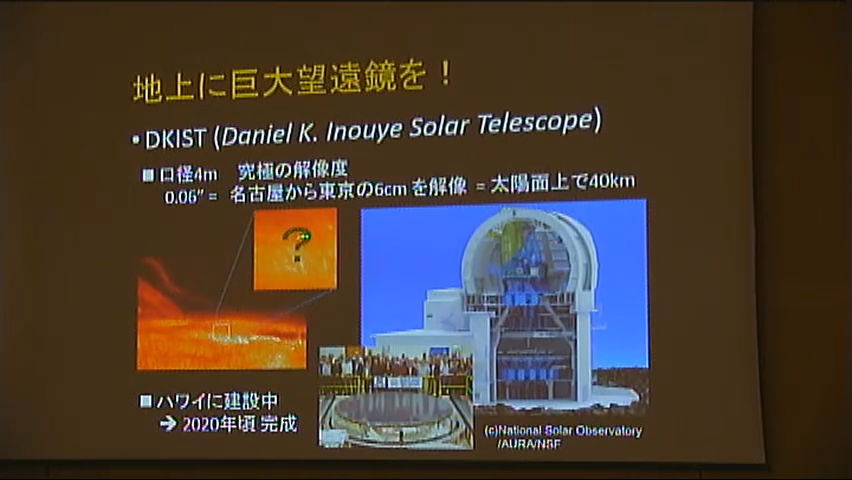 地上に巨大望遠鏡を！
•DKIST (Daniel K. Inouye Solar Telescope)
■口径4m 究極の解像度
0.06” = 名古屋から東京の6cmを解像 = 太陽面上で40km
?
■ハワイに建設中
→ 2020年頃 完成
(c)National Solar Observatory
/AURA/NSF